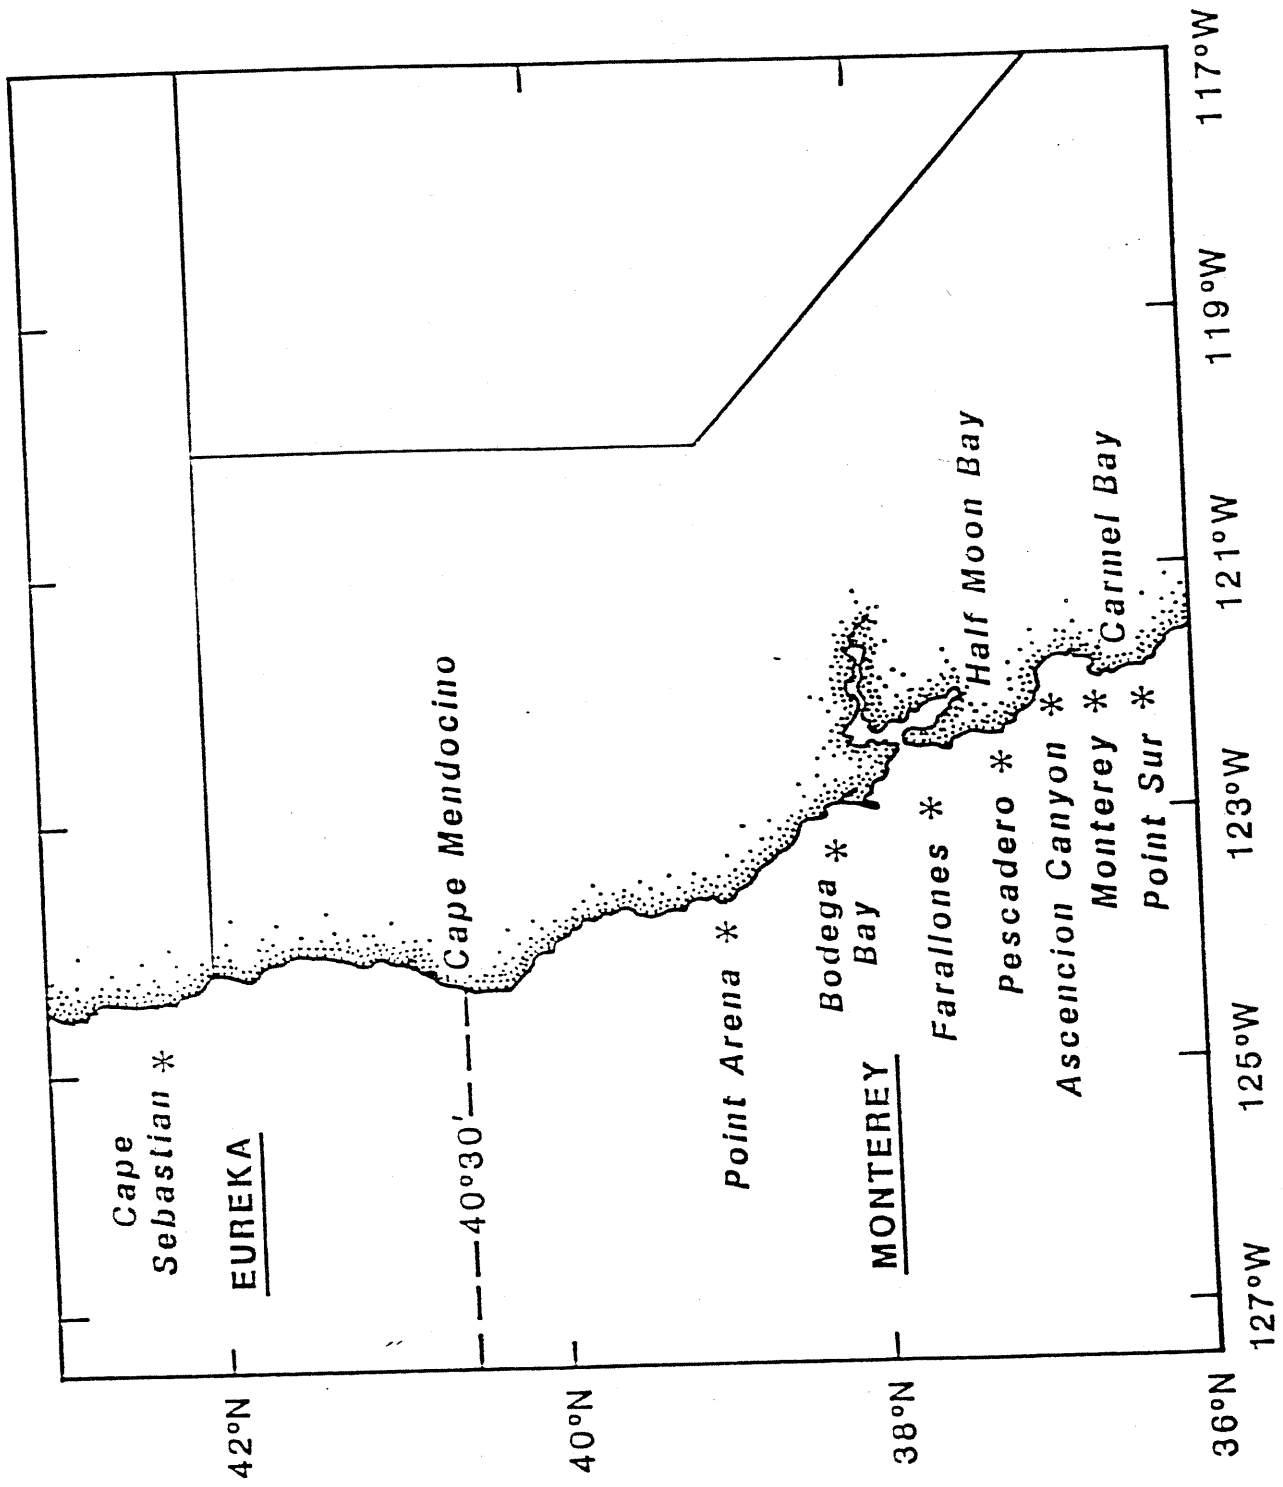 Cape
Sebastian *
EUREKA
42°N
Cape Mendocino
40°30'
40°N
Point Arena *
Bodega *
Bay
MONTEREY
38°N
Farallones *
Half Moon Bay
Pescadero *
Ascencion Canyon *
Monterey *
Carmel Bay
Point Sur *
36°N
127°W
125°W
123°W
121°W
119°W
117°W